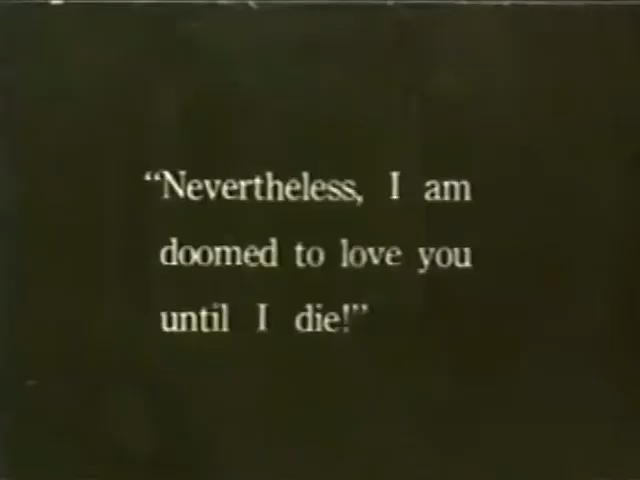 “Nevertheless, I am
doomed to love you
until I die!”